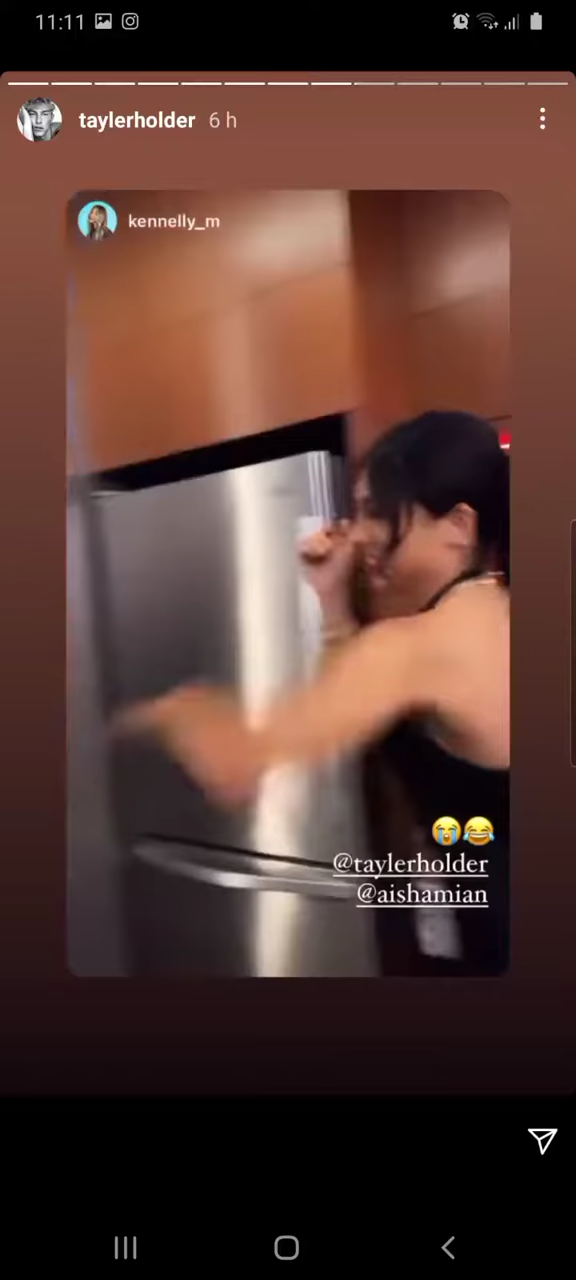 11:11
taylerholder 6 h
kennelly_m
😭😂
@taylerholder
@aishamian